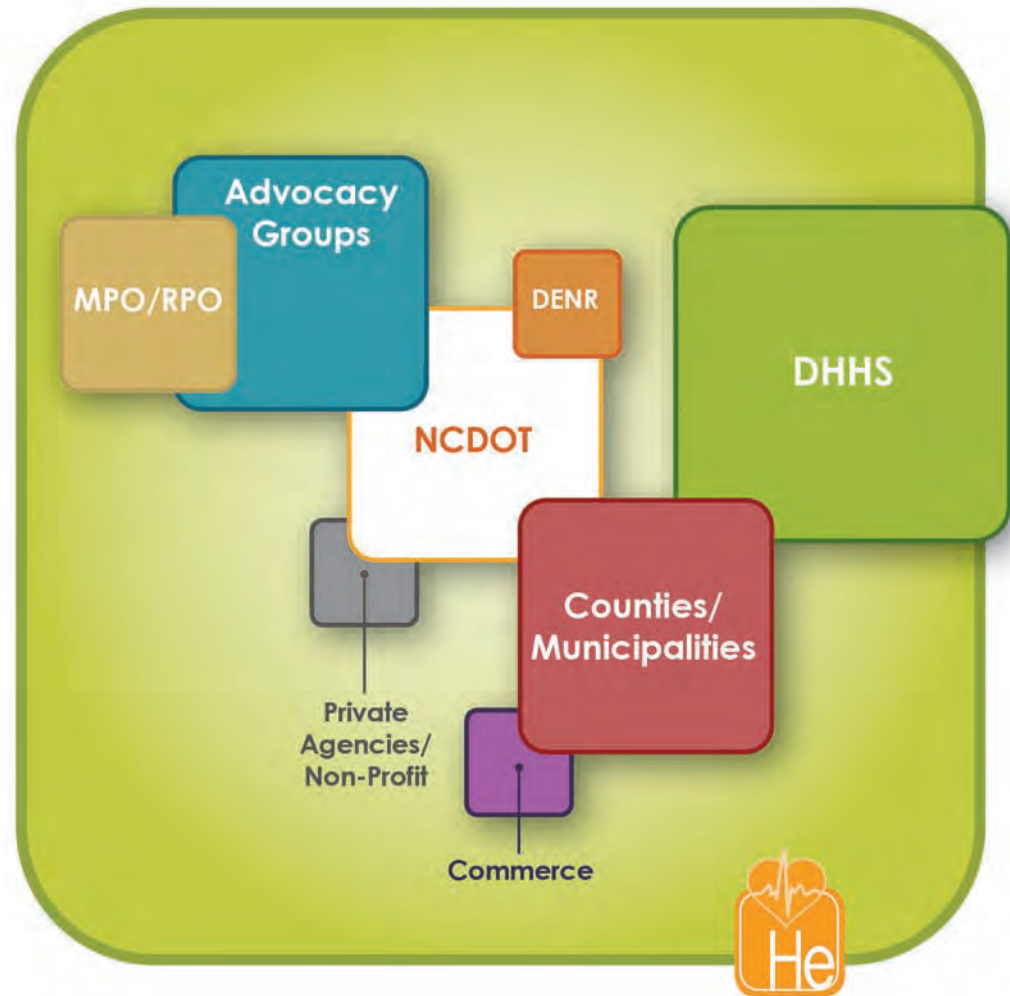 Advocacy
Groups
MPO/RPO
DENR
DHHS
NCDOT
Counties/
Municipalities
Private
Agencies/
Non-Profit
Commerce
He